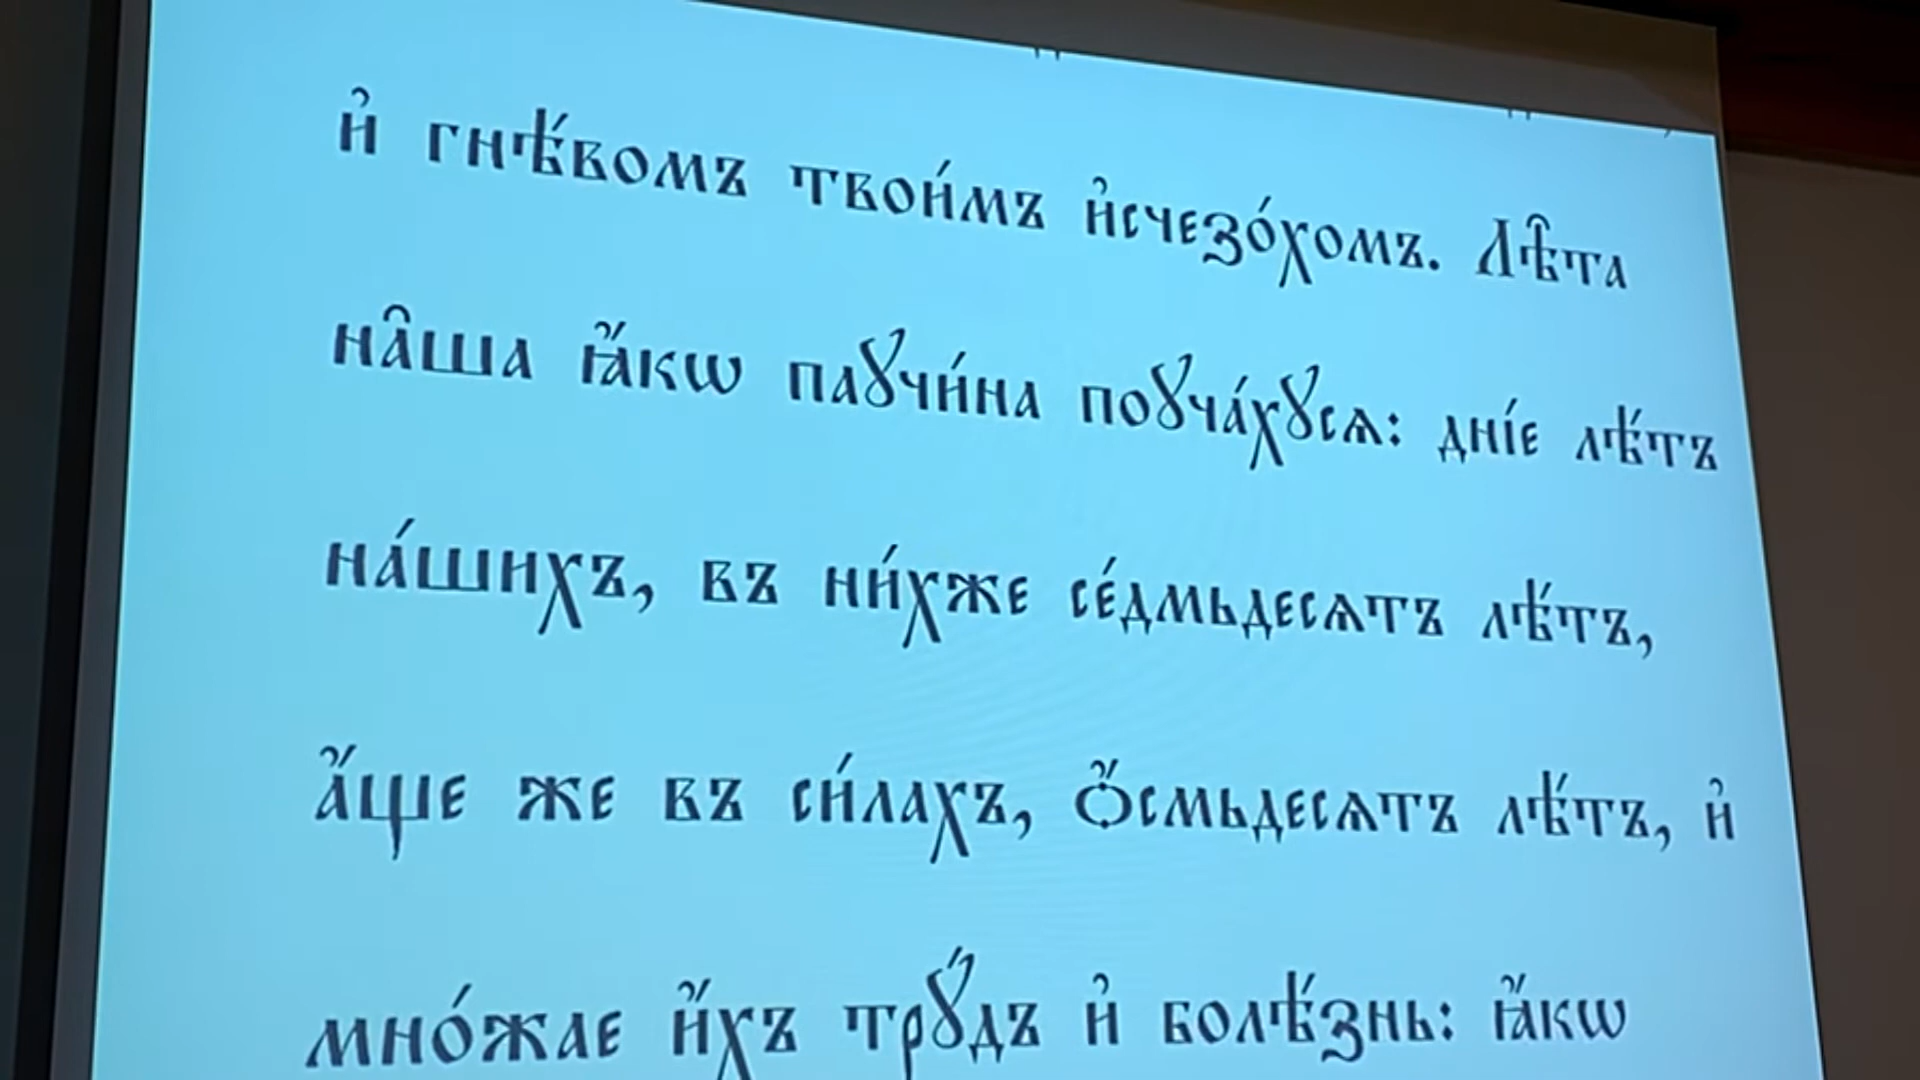 и҆ гнѣ́вомъ твои́мъ и҆счезо́хомъ. Лѣ̑та
на̑ша ꙗ҆́кѡ паꙋчи́на поꙋча́хꙋсѧ: дні́е лѣ́тъ
на́шихъ, въ ни́хже се́дмьдесѧтъ лѣ́тъ,
а҆́ще же въ си́лахъ, Ѻ҆́смьдесѧтъ лѣ́тъ, и҆
мно́жае и҆́хъ трꙋ́дъ и҆ болѣ́знь: ꙗ҆́кѡ